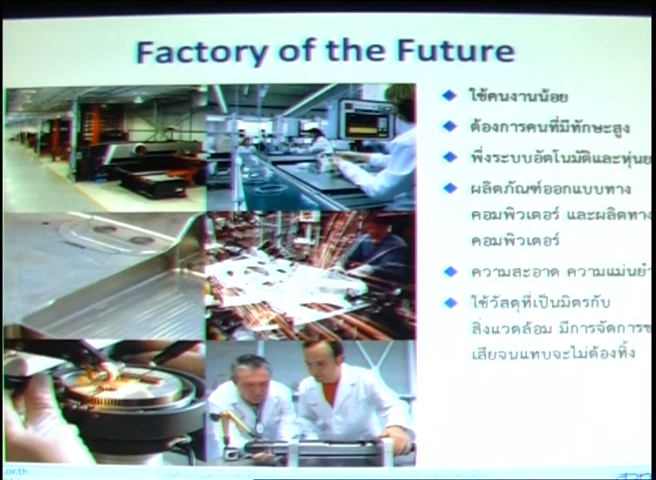 Factory of the Future
ใช้คนงานน้อย
ต้องการคนที่มีทักษะสูง
พึ่งระบบอัตโนมัติและหุ่นย
ผลิตภัณฑ์ออกแบบทาง
คอมพิวเตอร์ และผลิตทาง
คอมพิวเตอร์
ความสะอาด ความแม่นยำ
ใช้วัสดุที่เป็นมิตรกับ
สิ่งแวดล้อม มีการจัดการข
เสียจนแทบจะไม่ต้องทิ้ง
.or.th